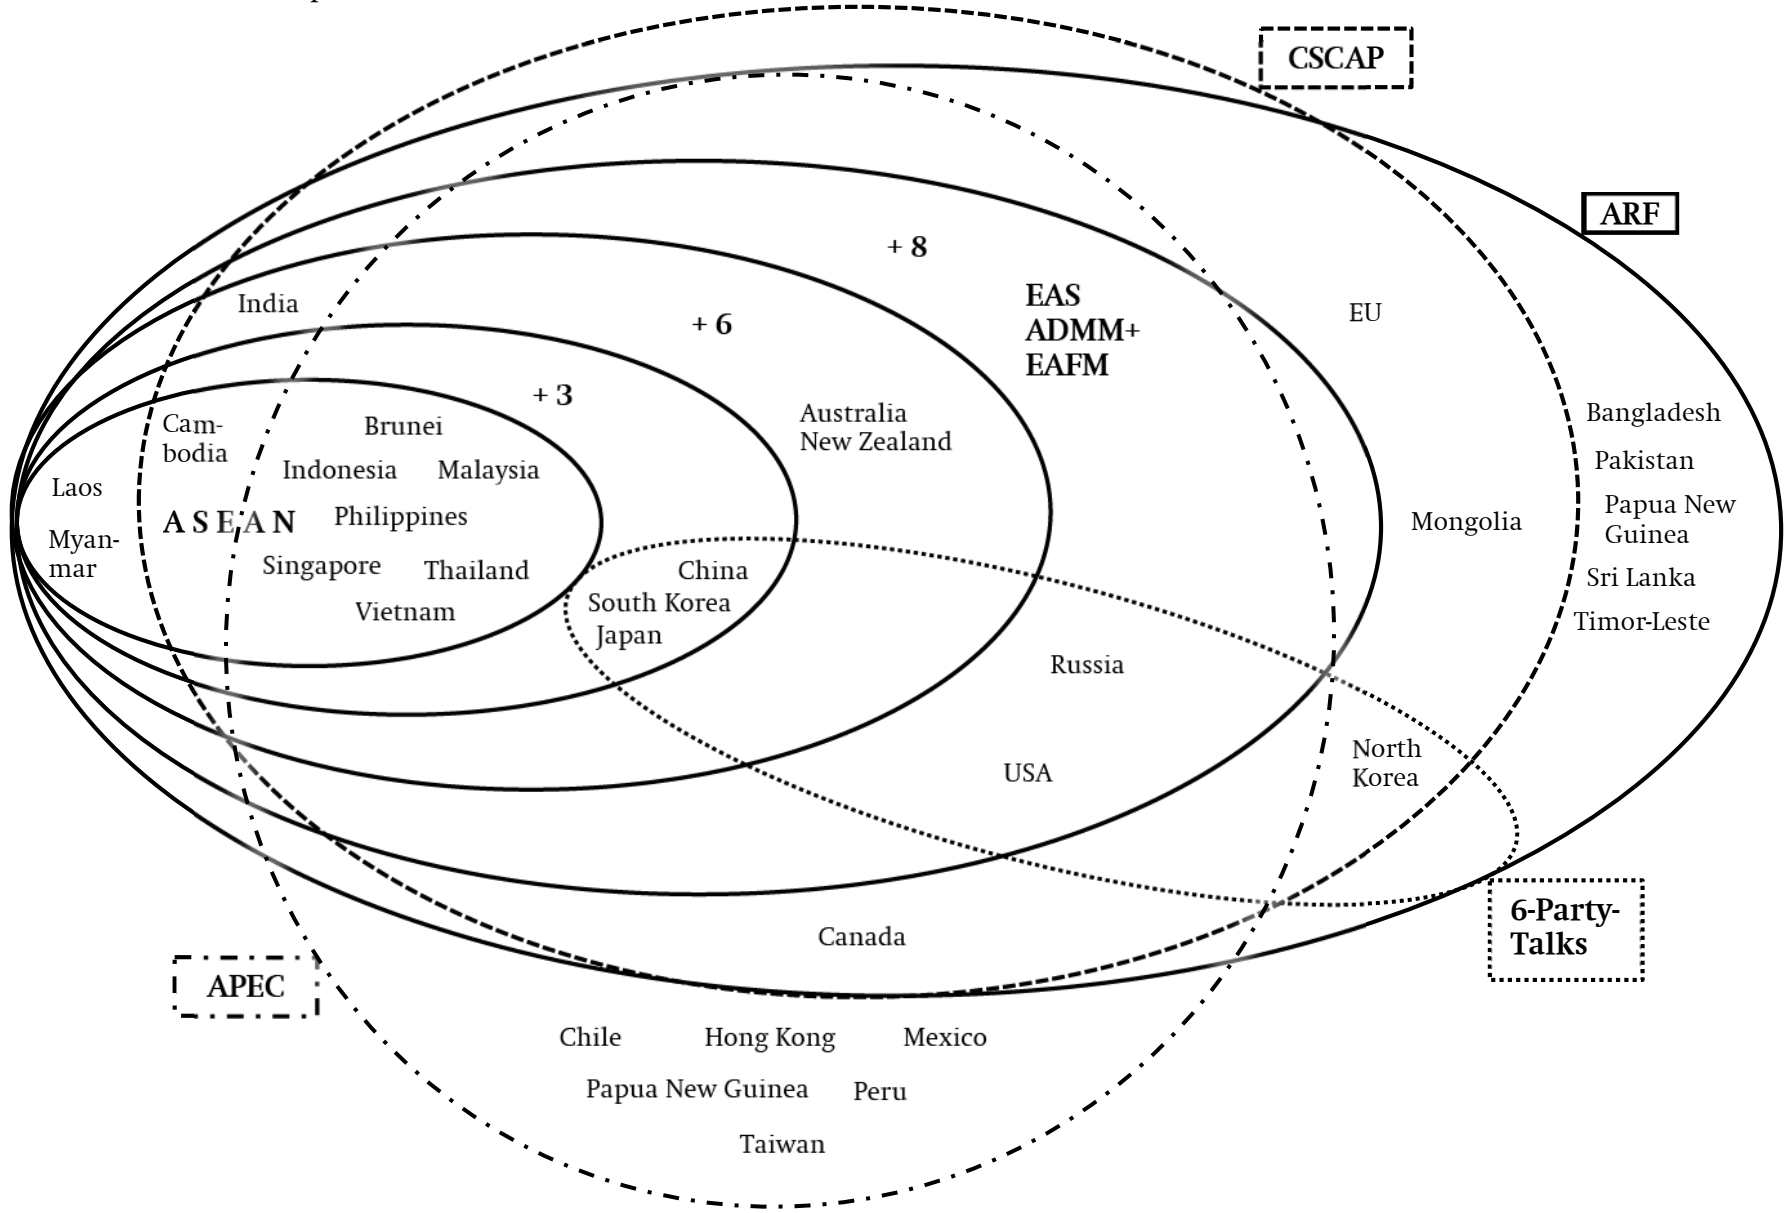 CSCAP
ARF
+ 8
India
EAS
ADMM+
EAFM
EU
+ 6
+ 3
Australia
New Zealand
Bangladesh
Cam-
bodia
Brunei
Indonesia
Malaysia
Pakistan
Laos
Papua New
Guinea
ASEAN
Philippines
Mongolia
Myan-
mar
Singapore
Thailand
China
Sri Lanka
Vietnam
South Korea
Japan
Timor-Leste
Russia
USA
North
Korea
Canada
6-Party-
Talks
APEC
Chile
Hong Kong
Mexico
Papua New Guinea
Peru
Taiwan